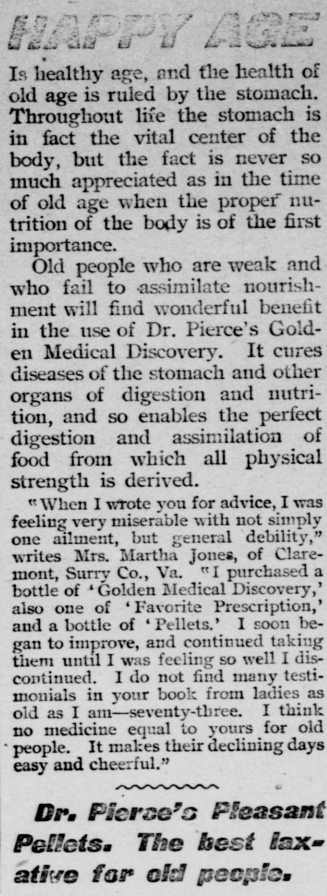 HAPPY AGE
Is healthy age, and the health of
old age is ruled by the stomach.
Throughout life the stomach is
in fact the vital center of the
body, but the fact is never so
much appreciated as in the time
of old age when the proper nu-
trition of the body is of the first
importance.
Old people who are weak and
who fail to assimilate nourish-
ment will find wonderful benefit
in the use of Dr. Pierce's Gold-
en Medical Discovery. It cures
diseases of the stomach and other
organs of digestion and nutri-
tion, and so enables the perfect
digestion and assimilation of
food from which all physical
strength is derived.
"When I wrote you for advice, I was
feeling very miserable with not simply
one ailment, but general debility,"
writes Mrs. Martha Jones, of Clare-
mont, Surry Co., Va. "I purchased a
bottle of 'Golden Medical Discovery,'
also one of 'Favorite Prescription,'
and a bottle of 'Pellets.' I soon be-
gan to improve, and continued taking
them until I was feeling so well I dis-
continued. I do not find many testi-
monials in your book from ladies as
old as I am—seventy-three. I think
no medicine equal to yours for old
people. It makes their declining days
easy and cheerful."
Dr. Pierce's Pleasant
Pellets. The best lax-
ative for old people.